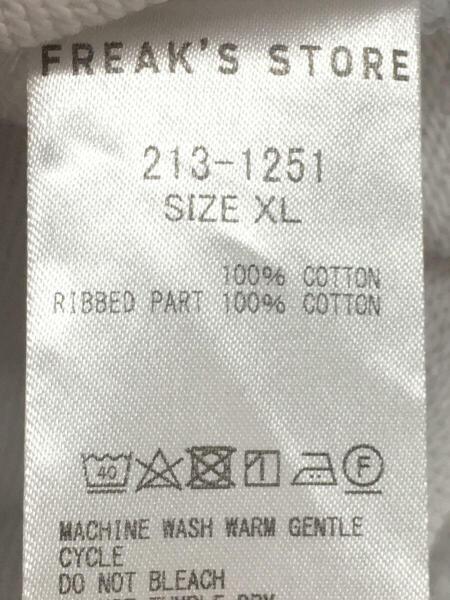 FREAK'S STORE
213-1251
SIZE XL
100% COTTON
RIBBED PART 100% COTTON
40 F
MACHINE WASH WARM GENTLE
CYCLE
DO NOT BLEACH